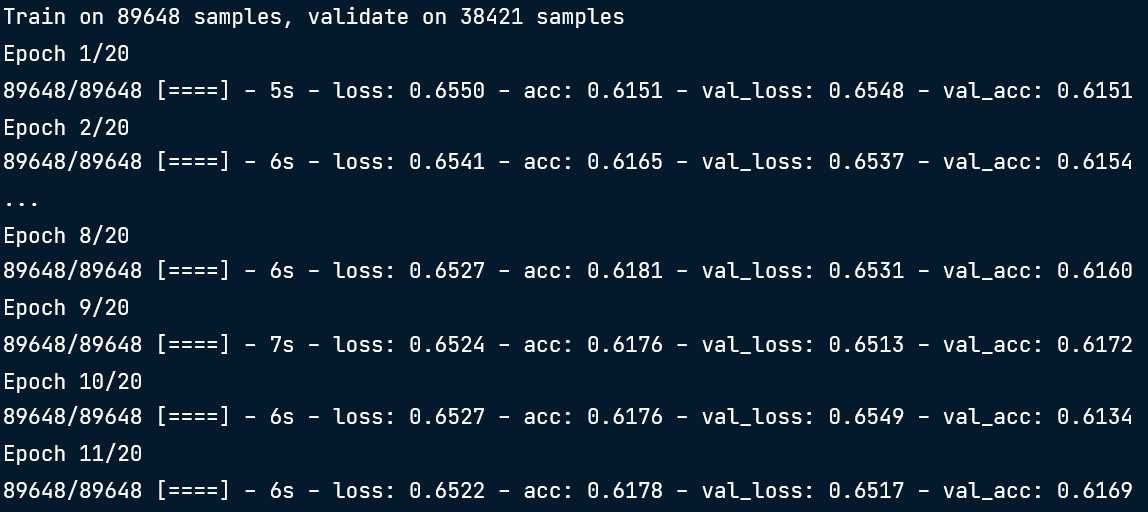 Train on 89648 samples, validate on 38421 samples
Epoch 1/20
89648/89648 [====] - 5s - loss: 0.6550 - acc: 0.6151 - val_loss: 0.6548 - val_acc: 0.6151
Epoch 2/20
89648/89648 [====] - 6s - loss: 0.6541 - acc: 0.6165 - val_loss: 0.6537 - val_acc: 0.6154
...
Epoch 8/20
89648/89648 [====] - 6s - loss: 0.6527 - acc: 0.6181 - val_loss: 0.6531 - val_acc: 0.6160
Epoch 9/20
89648/89648 [====] - 7s - loss: 0.6524 - acc: 0.6176 - val_loss: 0.6513 - val_acc: 0.6172
Epoch 10/20
89648/89648 [====] - 6s - loss: 0.6527 - acc: 0.6176 - val_loss: 0.6549 - val_acc: 0.6134
Epoch 11/20
89648/89648 [====] - 6s - loss: 0.6522 - acc: 0.6178 - val_loss: 0.6517 - val_acc: 0.6169